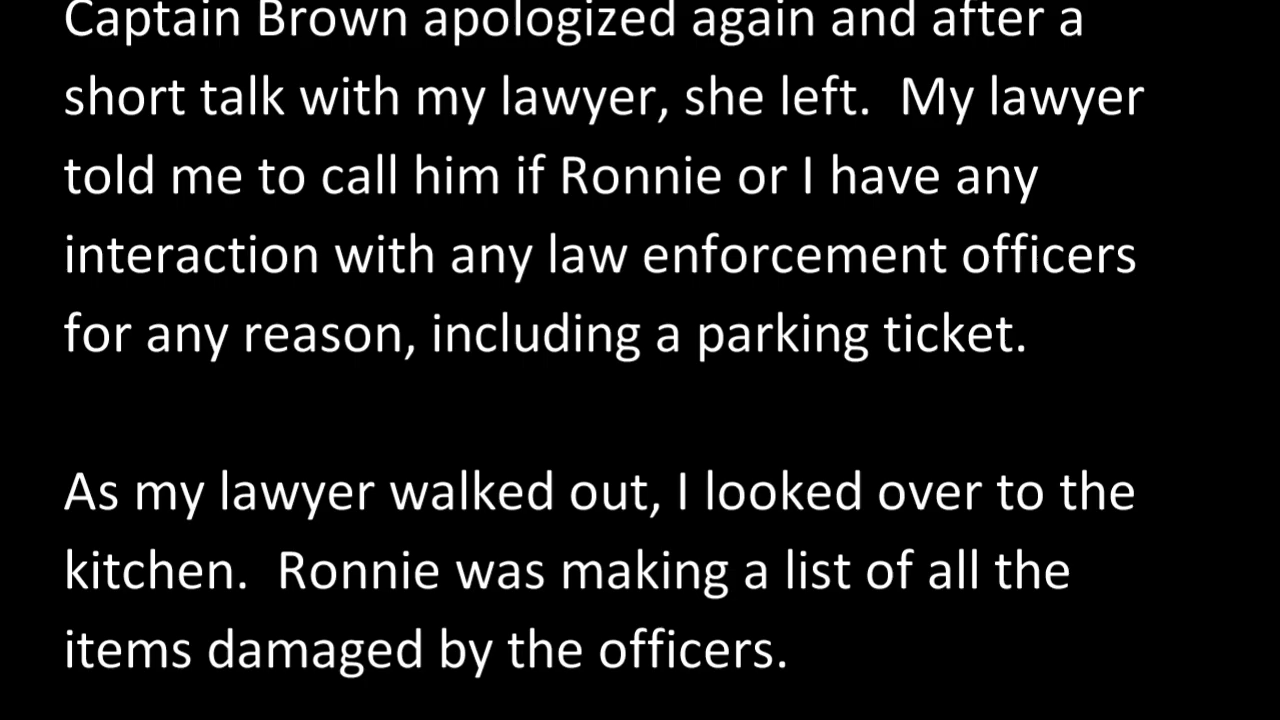 Captain Brown apologized again and after a
short talk with my lawyer, she left.  My lawyer
told me to call him if Ronnie or I have any
interaction with any law enforcement officers
for any reason, including a parking ticket.

As my lawyer walked out, I looked over to the
kitchen.  Ronnie was making a list of all the
items damaged by the officers.